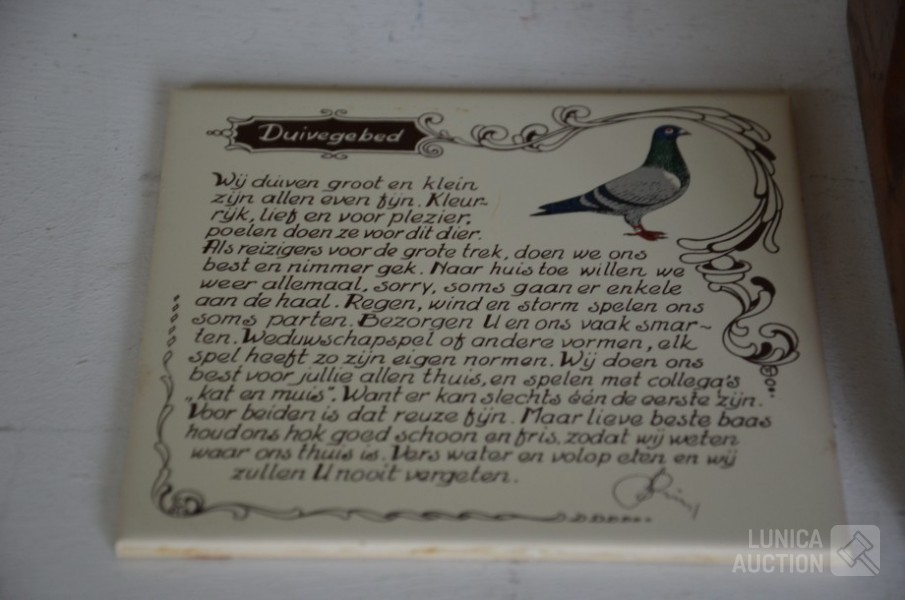 Duivegebed
Wij duiven groot en klein
zijn allen even fijn. Kleur-
rijk, lief en voor plezier,
poelen doen ze voor dit dier.
Als reizigers voor de grote trek, doen we ons
best en nimmer gek. Naar huis toe willen we
weer allemaal, sorry, soms gaan er enkele
aan de haal. Regen, wind en storm spelen ons
soms parten. Bezorgen U en ons vaak smar-
ten. Weduwschapspel of andere vormen, elk
spel heeft zo zijn eigen normen. Wij doen ons
best voor jullie allen thuis, en spelen met collega's
„kat en muis". Want er kan slechts één de eerste zijn.
Voor beiden is dat reuze fijn. Maar lieve beste baas
houd ons hok goed schoon en fris, zodat wij weten
waar ons thuis is. Vers water en volop eten en wij
zullen U nooit vergeten.
LUNICA
AUCTION